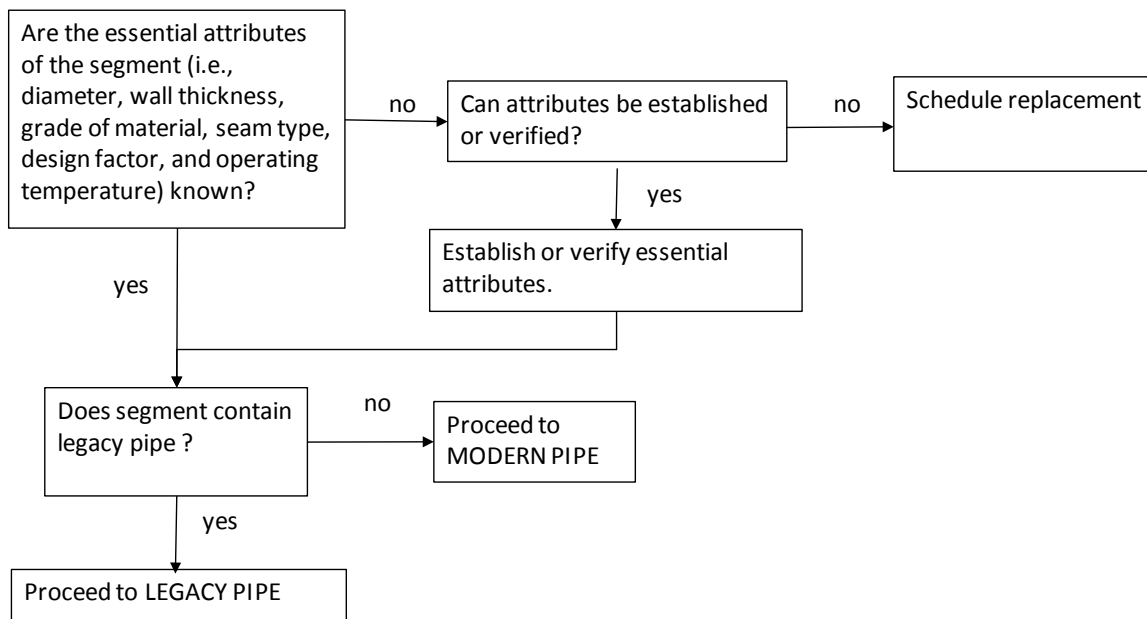 Are the essential attributes
of the segment (i.e.,
diameter, wall thickness,
grade of material, seam type,
design factor, and operating
temperature) known?
no
Can attributes be established
or verified?
no
Schedule replacement
yes
Establish or verify essential
attributes.
yes
Does segment contain
legacy pipe ?
no
Proceed to
MODERN PIPE
yes
Proceed to LEGACY PIPE